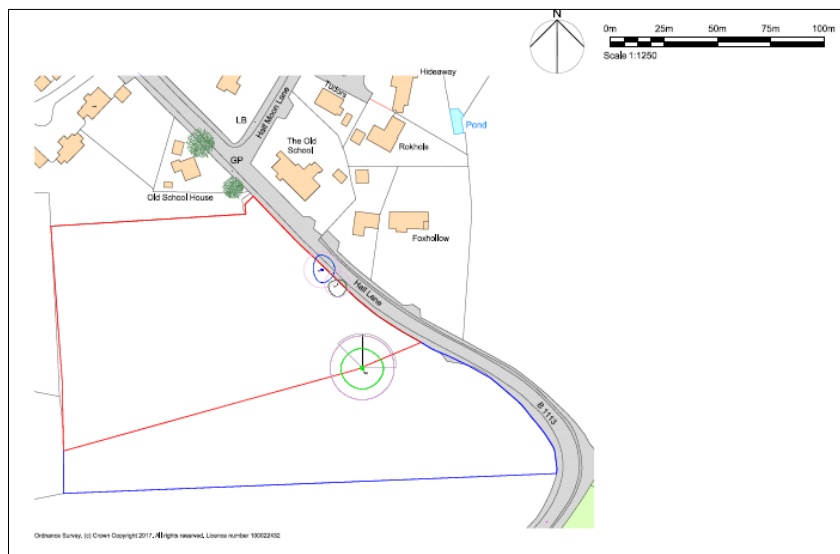 N
0m 25m 50m 75m 100m
Scale 1:1250
Hideaway
Tudors
LB
Half Moon Lane
Pond
The Old
School
Rokhols
GP
Old School House
Foxhollow
Hall Lane
B 1113
Ordnance Survey, (c) Crown Copyright 2017. All rights reserved. Licence number 100022432